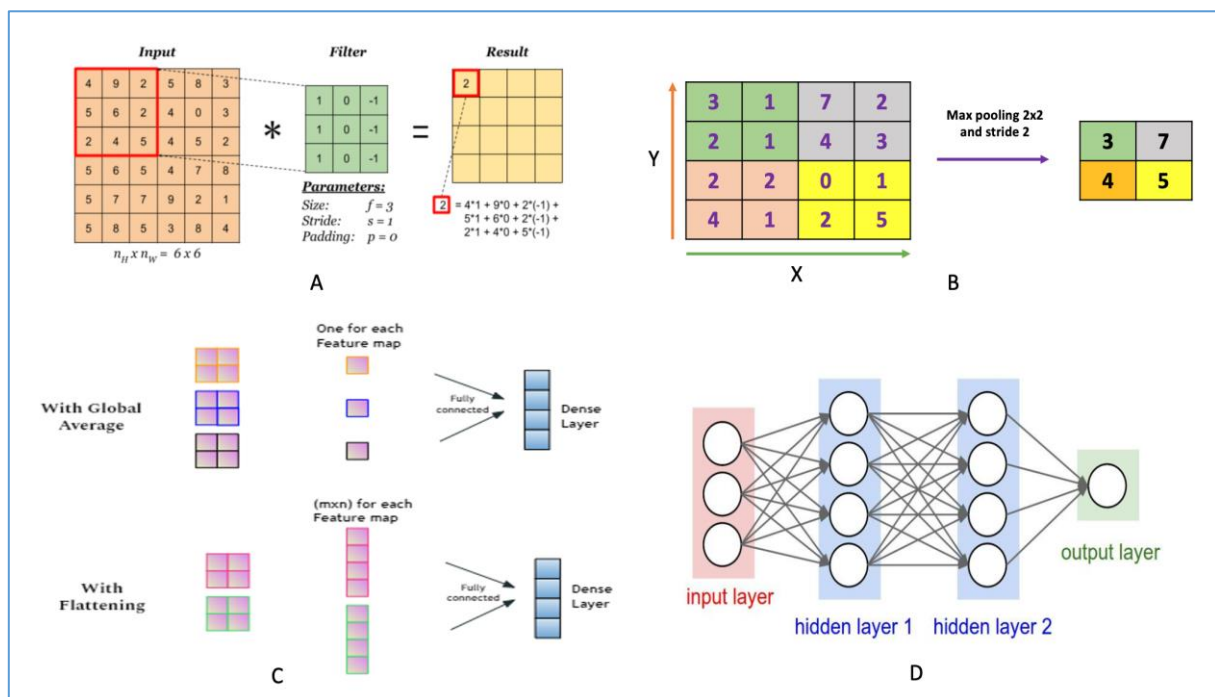 Input
Filter
Result
4 9 2 5 8 3
5 6 2 4 0 3
2 4 5 4 5 2
5 6 5 4 7 8
5 7 7 9 2 1
5 8 5 3 8 4
n_H x n_W = 6 x 6
*
1 0 -1
1 0 -1
1 0 -1
Parameters:
Size: f = 3
Stride: s = 1
Padding: p = 0
=
2
2 = 4*1 + 9*0 + 2*(-1) +
5*1 + 6*0 + 2*(-1) +
2*1 + 4*0 + 5*(-1)
A
Y
3 1 7 2
2 1 4 3
2 2 0 1
4 1 2 5
X
Max pooling 2x2
and stride 2
3 7
4 5
B
With Global
Average
One for each
Feature map
Fully
connected
Dense
Layer
With
Flattening
(mxn) for each
Feature map
Fully
connected
Dense
Layer
C
input layer
hidden layer 1
hidden layer 2
output layer
D